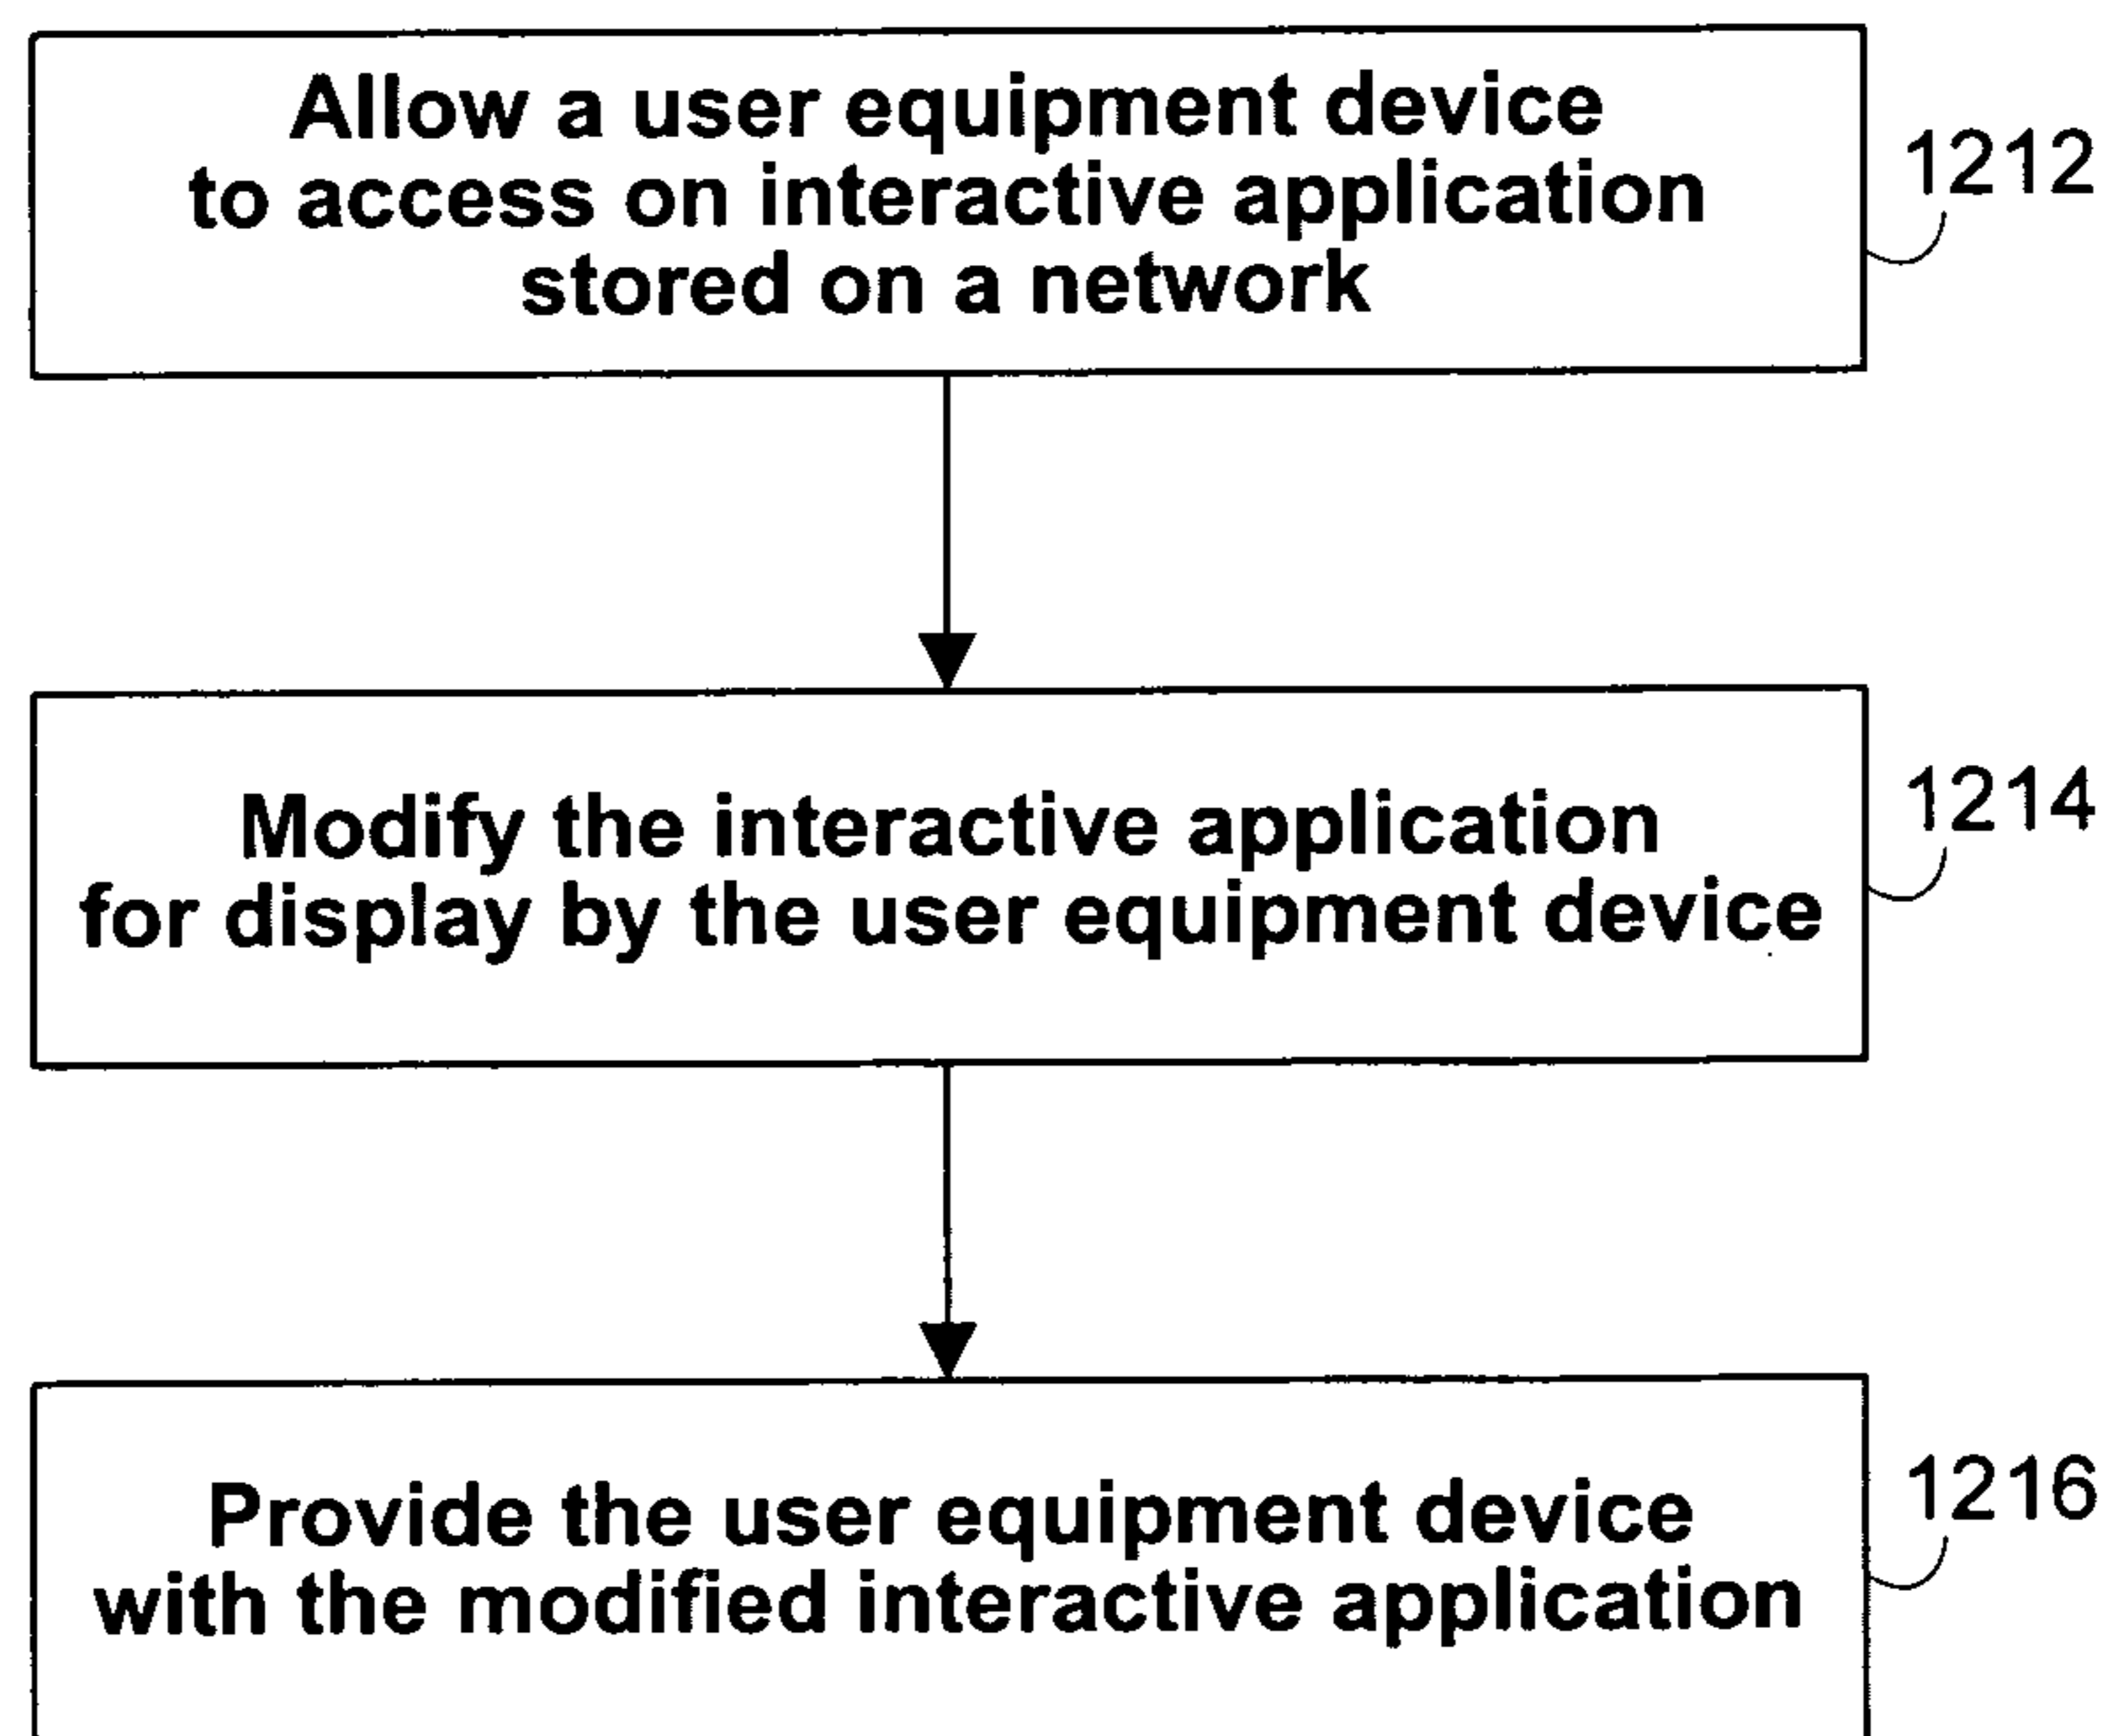 Allow a user equipment device
to access on interactive application
stored on a network
1212
Modify the interactive application
for display by the user equipment device
1214
Provide the user equipment device
with the modified interactive application
1216